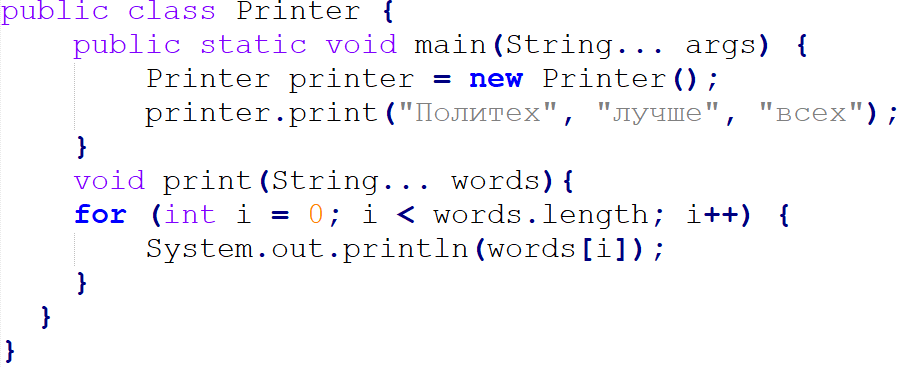 public class Printer {
    public static void main(String... args) {
        Printer printer = new Printer();
        printer.print("Политех", "лучше", "всех");
    }
    void print(String... words){
    for (int i = 0; i < words.length; i++) {
        System.out.println(words[i]);
    }
  }
}